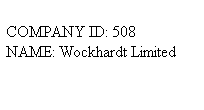 COMPANY ID: 508
NAME: Wockhardt Limited